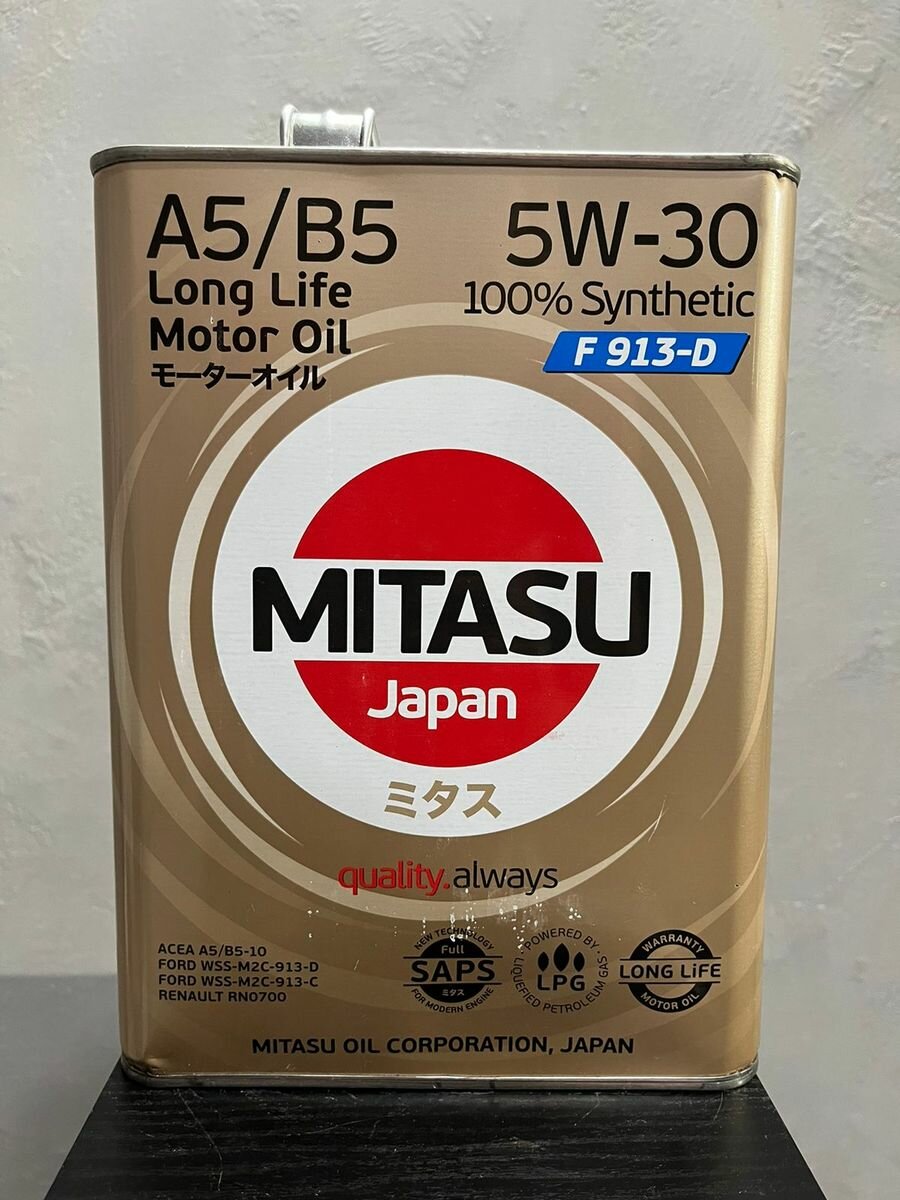 A5/B5
Long Life
Motor Oil
モーターオイル
5W-30
100% Synthetic
F 913-D
MITASU
Japan
ミタス
quality.always
ACEA A5/B5-10
FORD WSS-M2C-913-D
FORD WSS-M2C-913-C
RENAULT RN0700
NEW TECHNOLOGY
Full
SAPS
ミタス
FOR MODERN ENGINE
POWERED BY
LPG
LIQUEFIED PETROLEUM GAS
WARRANTY
LONG LiFE
MOTOR OIL
MITASU OIL CORPORATION, JAPAN